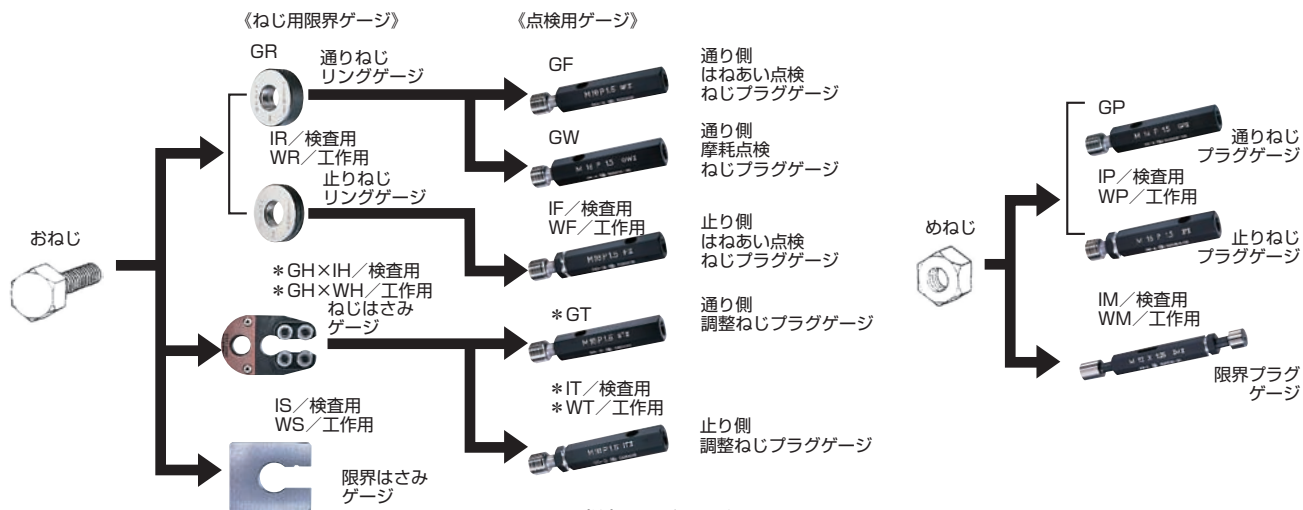 《ねじ用限界ゲージ》
《点検用ゲージ》
おねじ
GR
通りねじ
リングゲージ
IR／検査用
WR／工作用
止りねじ
リングゲージ
＊GH×IH／検査用
＊GH×WH／工作用
ねじはさみ
ゲージ
IS／検査用
WS／工作用
限界はさみ
ゲージ
GF
通り側
はねあい点検
ねじプラグゲージ
GW
通り側
摩耗点検
ねじプラグゲージ
IF／検査用
WF／工作用
止り側
はねあい点検
ねじプラグゲージ
＊GT
通り側
調整ねじプラグゲージ
＊IT／検査用
＊WT／工作用
止り側
調整ねじプラグゲージ
めねじ
GP
通りねじ
プラグゲージ
IP／検査用
WP／工作用
止りねじ
プラグゲージ
IM／検査用
WM／工作用
限界プラグ
ゲージ